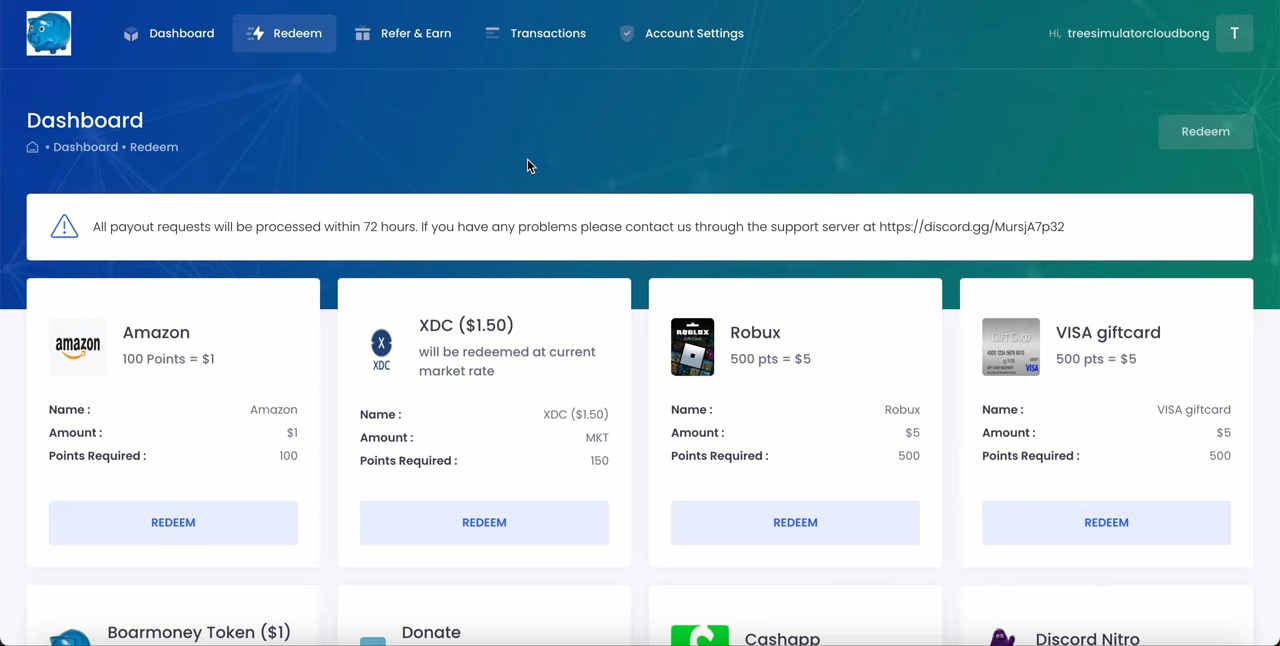 Dashboard
Redeem
Refer & Earn
Transactions
Account Settings
Hi, treesimulatorcloudbong
T
Dashboard
• Dashboard • Redeem
Redeem
All payout requests will be processed within 72 hours. If you have any problems please contact us through the support server at https://discord.gg/MursjA7p32
amazon
Amazon
100 Points = $1
Name : Amazon
Amount : $1
Points Required : 100
REDEEM
X
XDC
XDC ($1.50)
will be redeemed at current
market rate
Name : XDC ($1.50)
Amount : MKT
Points Required : 150
REDEEM
ROBLOX
Robux
500 pts = $5
Name : Robux
Amount : $5
Points Required : 500
REDEEM
GIFT CARD
VISA
VISA giftcard
500 pts = $5
Name : VISA giftcard
Amount : $5
Points Required : 500
REDEEM
Boarmoney Token ($1)
Donate
Cashapp
Discord Nitro